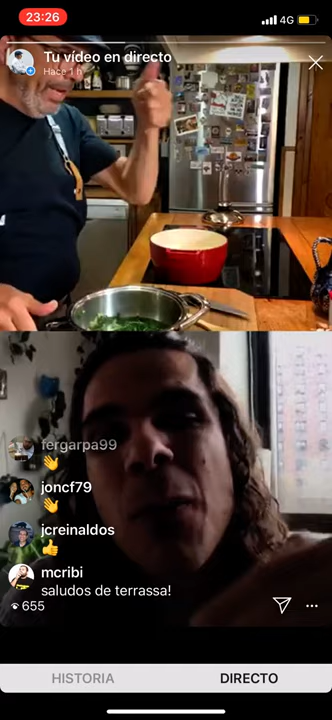 23:26
4G
Tu vídeo en directo
Hace 1 h
fergarpa99
👋
joncf79
👋
jcreinaldos
👍
mcribi
saludos de terrassa!
655
HISTORIA
DIRECTO